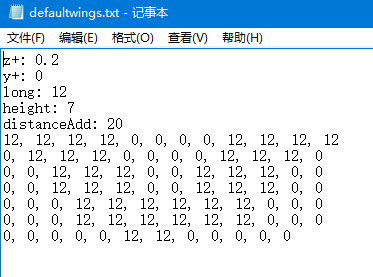 defaultwings.txt - 记事本
文件(F) 编辑(E) 格式(O) 查看(V) 帮助(H)
z+: 0.2
y+: 0
long: 12
height: 7
distanceAdd: 20
12, 12, 12, 12, 0, 0, 0, 0, 12, 12, 12, 12
0, 12, 12, 12, 0, 0, 0, 0, 12, 12, 12, 0
0, 0, 12, 12, 12, 0, 0, 12, 12, 12, 0, 0
0, 0, 12, 12, 12, 0, 0, 12, 12, 12, 0, 0
0, 0, 0, 12, 12, 12, 12, 12, 12, 0, 0, 0
0, 0, 0, 12, 12, 12, 12, 12, 12, 0, 0, 0
0, 0, 0, 0, 0, 12, 12, 0, 0, 0, 0, 0